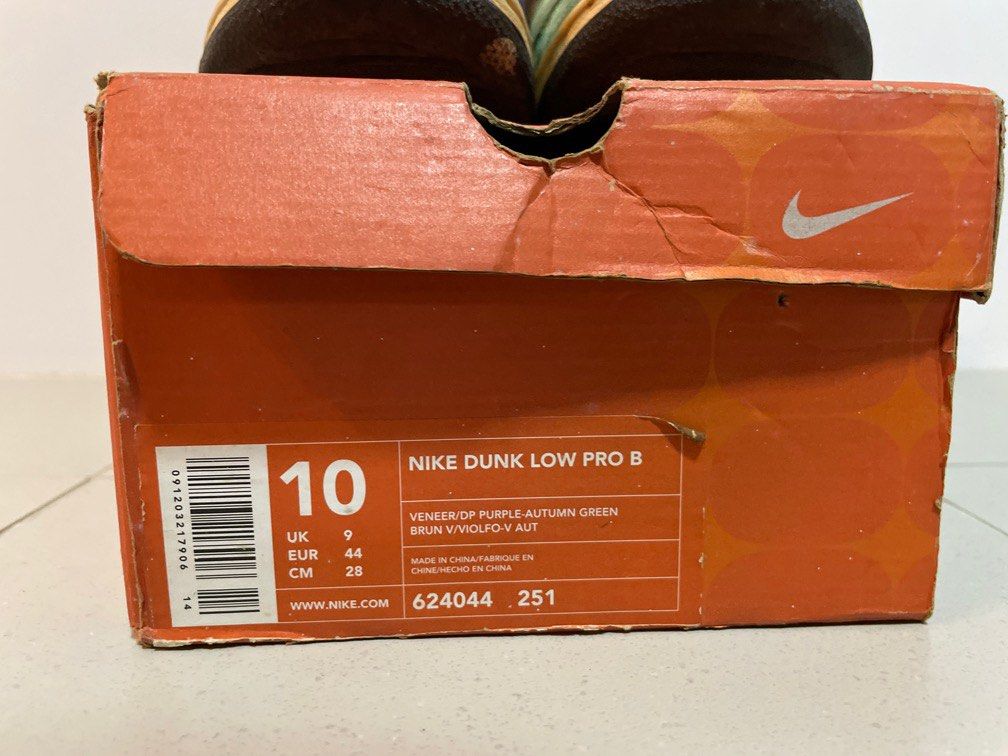 091203217906
14
10
UK 9
EUR 44
CM 28
WWW.NIKE.COM
NIKE DUNK LOW PRO B
VENEER/DP PURPLE-AUTUMN GREEN
BRUN V/VIOLFO-V AUT
MADE IN CHINA/FABRIQUE EN
CHINE/HECHO EN CHINA
624044 251